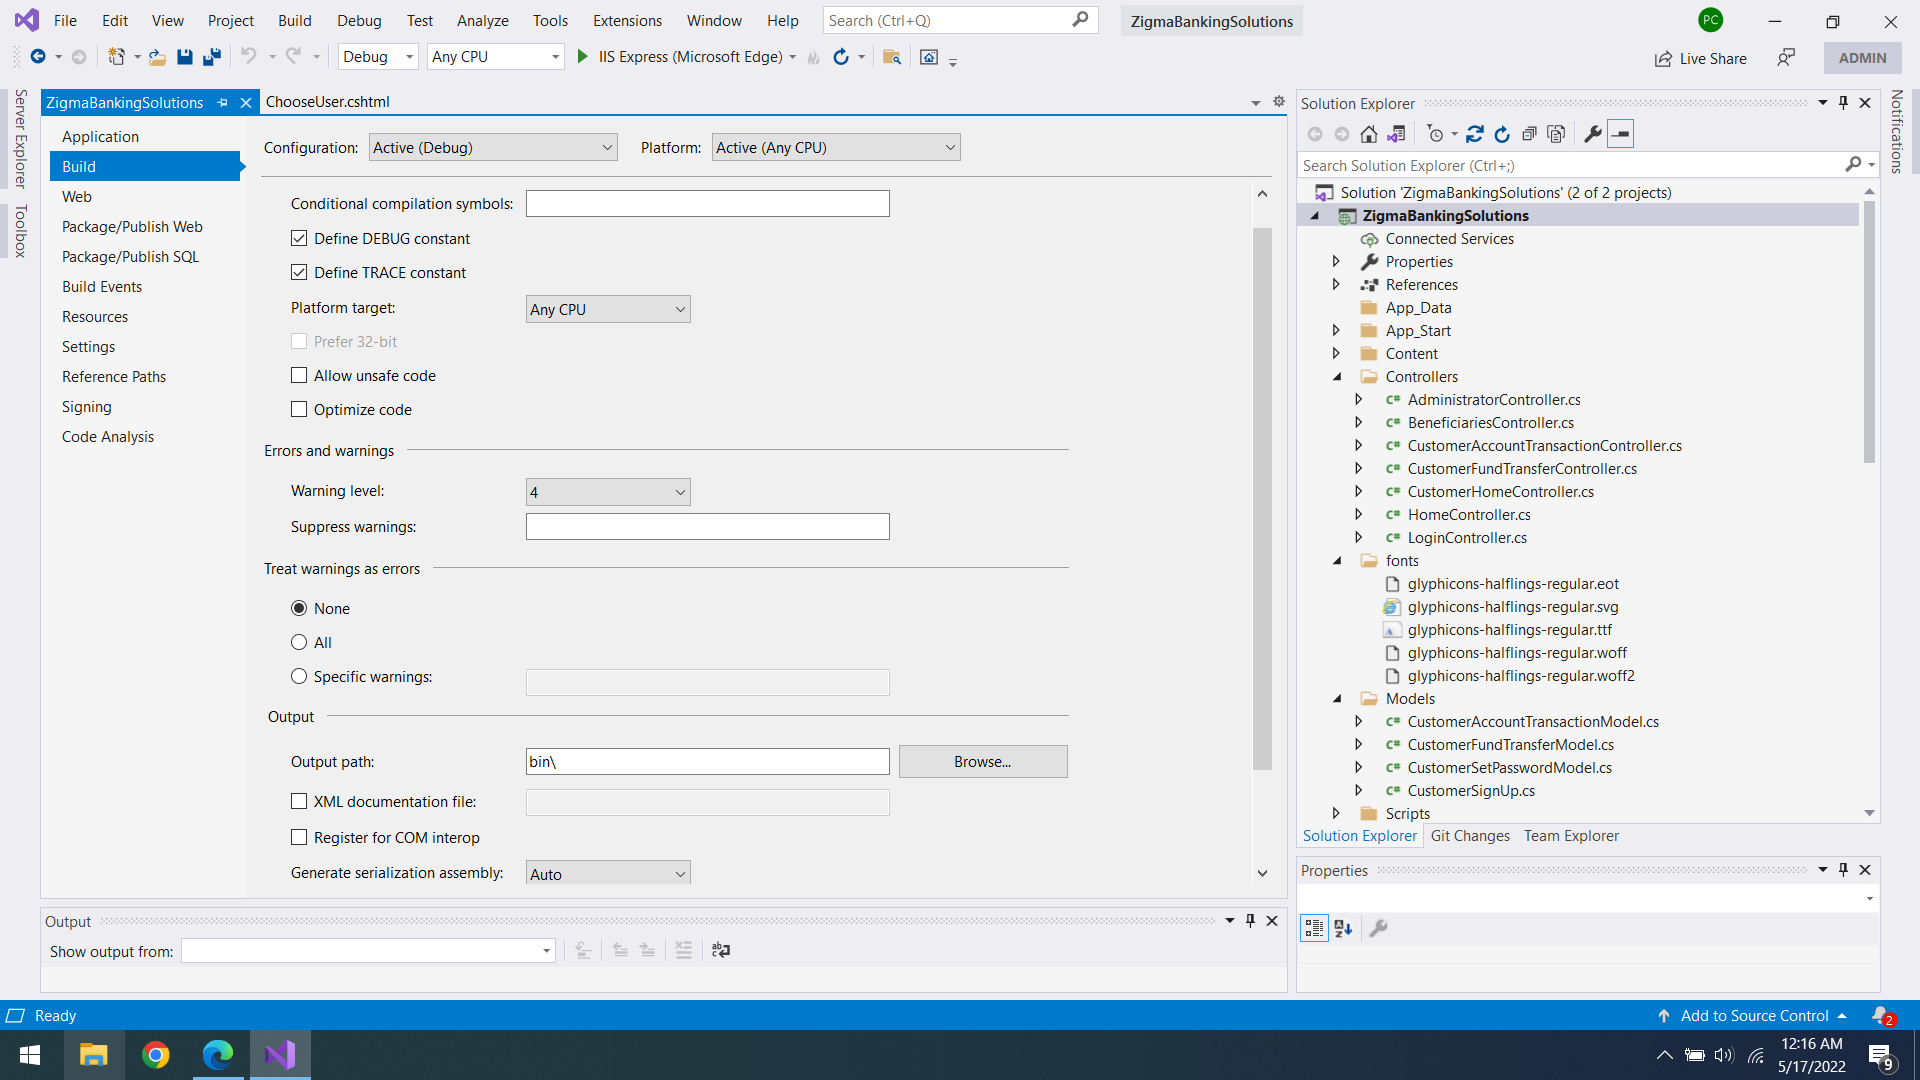 File Edit View Project Build Debug Test Analyze Tools Extensions Window Help Search (Ctrl+Q) ZigmaBankingSolutions PC
Debug Any CPU IIS Express (Microsoft Edge) Live Share ADMIN
Server Explorer
Toolbox
ZigmaBankingSolutions ChooseUser.cshtml
Application
Build
Web
Package/Publish Web
Package/Publish SQL
Build Events
Resources
Settings
Reference Paths
Signing
Code Analysis
Configuration: Active (Debug) Platform: Active (Any CPU)
Conditional compilation symbols:
Define DEBUG constant
Define TRACE constant
Platform target: Any CPU
Prefer 32-bit
Allow unsafe code
Optimize code
Errors and warnings
Warning level: 4
Suppress warnings:
Treat warnings as errors
None
All
Specific warnings:
Output
Output path: bin\ Browse...
XML documentation file:
Register for COM interop
Generate serialization assembly: Auto
Output
Show output from:
Solution Explorer
Search Solution Explorer (Ctrl+;)
Solution 'ZigmaBankingSolutions' (2 of 2 projects)
ZigmaBankingSolutions
Connected Services
Properties
References
App_Data
App_Start
Content
Controllers
C# AdministratorController.cs
C# BeneficiariesController.cs
C# CustomerAccountTransactionController.cs
C# CustomerFundTransferController.cs
C# CustomerHomeController.cs
C# HomeController.cs
C# LoginController.cs
fonts
glyphicons-halflings-regular.eot
glyphicons-halflings-regular.svg
glyphicons-halflings-regular.ttf
glyphicons-halflings-regular.woff
glyphicons-halflings-regular.woff2
Models
C# CustomerAccountTransactionModel.cs
C# CustomerFundTransferModel.cs
C# CustomerSetPasswordModel.cs
C# CustomerSignUp.cs
Scripts
Solution Explorer Git Changes Team Explorer
Properties
Notifications
Ready Add to Source Control 2
12:16 AM
5/17/2022
9